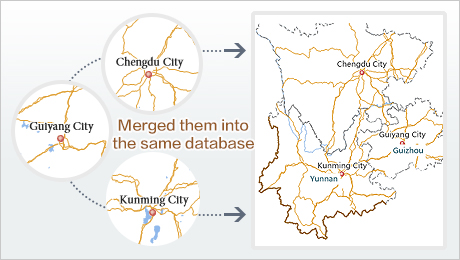 Chengdu City
Guiyang City
Kunming City
Merged them into
the same database
Chengdu City
Guiyang City
Guizhou
Kunming City
Yunnan